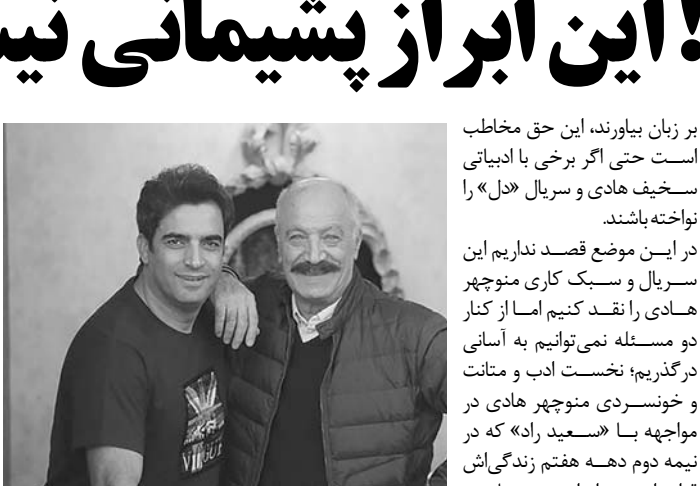 ! این ابراز پشیمانی
بر زبان بیاورند، این حق مخاطب
است حتی اگر برخی با ادبیاتی
سخیف هادی و سریال «دل» را
نواخته باشند.
در این موضع قصد نداریم این
سریال و سبک کاری منوچهر
هادی را نقد کنیم اما از کنار
دو مسئله نمی‌توانیم به آسانی
درگذریم؛ نخست ادب و متانت
و خونسردی منوچهر هادی در
مواجهه با «سعید راد» که در
نیمه دوم دهه هفتم زندگی‌اش